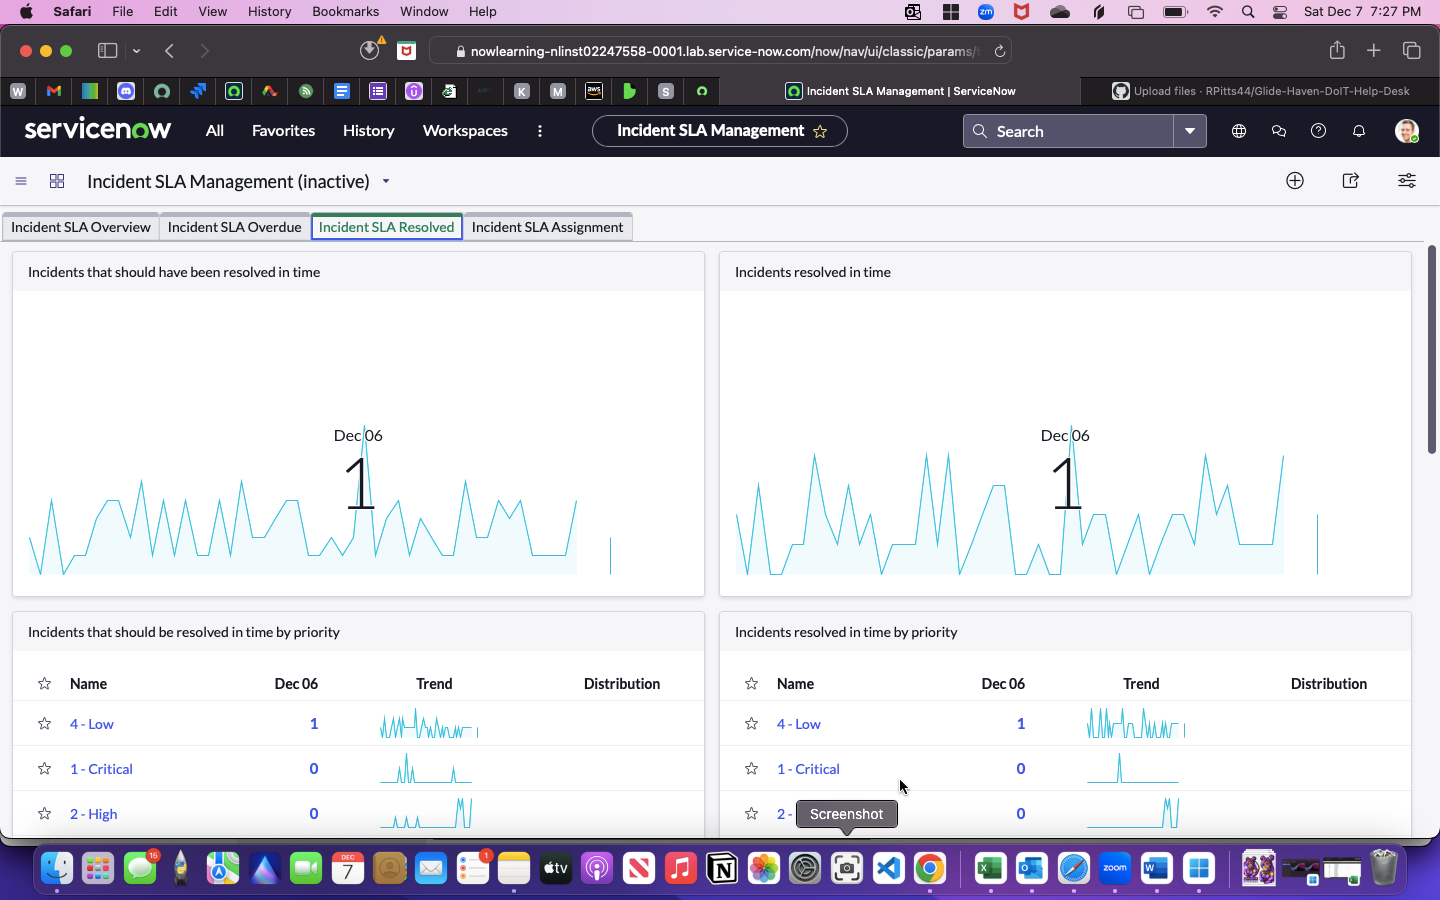 Safari File Edit View History Bookmarks Window Help
zm
Sat Dec 7 7:27 PM
nowlearning-nlinst02247558-0001.lab.service-now.com/now/nav/ui/classic/params/
W
K
M
aws
S
Incident SLA Management | ServiceNow
Upload files · RPitts44/Glide-Haven-DoIT-Help-Desk
servicenow
All Favorites History Workspaces
Incident SLA Management
Search
Incident SLA Management (inactive)
Incident SLA Overview Incident SLA Overdue Incident SLA Resolved Incident SLA Assignment
Incidents that should have been resolved in time
Dec 06
1
Incidents resolved in time
Dec 06
1
Incidents that should be resolved in time by priority
Name Dec 06 Trend Distribution
4 - Low 1
1 - Critical 0
2 - High 0
Incidents resolved in time by priority
Name Dec 06 Trend Distribution
4 - Low 1
1 - Critical 0
2 - 0
Screenshot
16
DEC
7
1
tv
zoom